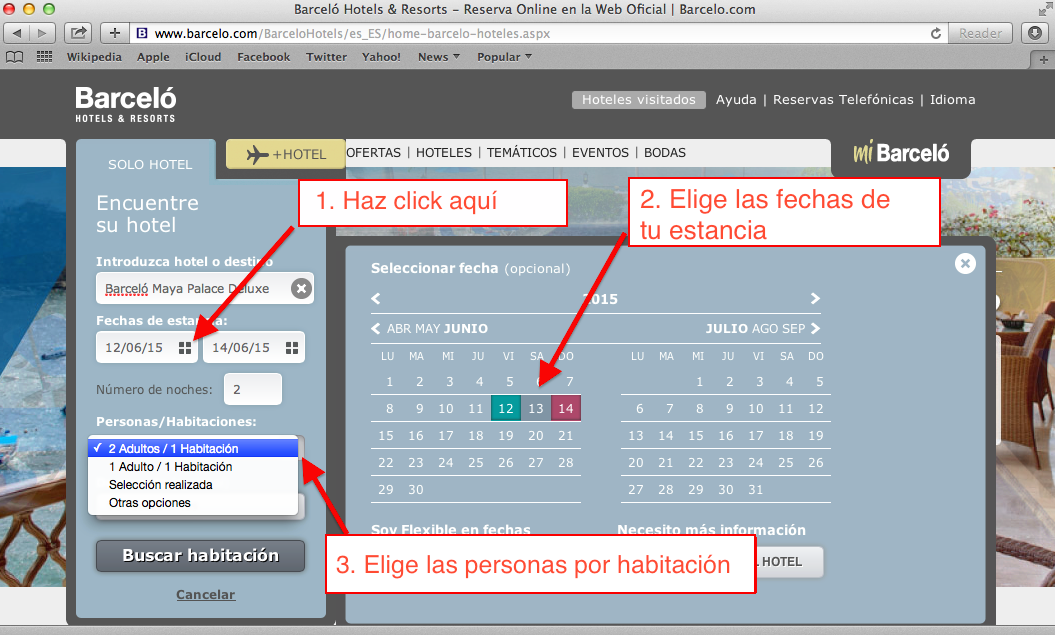 Barceló Hotels & Resorts – Reserva Online en la Web Oficial | Barcelo.com
www.barcelo.com/BarceloHotels/es_ES/home-barcelo-hoteles.aspx
Reader
Wikipedia Apple iCloud Facebook Twitter Yahoo! News Popular
Barceló
HOTELS & RESORTS
Hoteles visitados Ayuda | Reservas Telefónicas | Idioma
SOLO HOTEL
+HOTEL
OFERTAS | HOTELES | TEMÁTICOS | EVENTOS | BODAS
mi Barceló
Encuentre
su hotel
1. Haz click aquí
2. Elige las fechas de
tu estancia
Introduzca hotel o destino
Barceló Maya Palace Deluxe
Fechas de estancia:
12/06/15 14/06/15
Número de noches: 2
Personas/Habitaciones:
✓ 2 Adultos / 1 Habitación
1 Adulto / 1 Habitación
Selección realizada
Otras opciones
Buscar habitación
Cancelar
Seleccionar fecha (opcional)
2015
ABR MAY JUNIO JULIO AGO SEP
LU MA MI JU VI SA DO LU MA MI JU VI SA DO
1 2 3 4 5 6 7 1 2 3 4 5
8 9 10 11 12 13 14 6 7 8 9 10 11 12
15 16 17 18 19 20 21 13 14 15 16 17 18 19
22 23 24 25 26 27 28 20 21 22 23 24 25 26
29 30 27 28 29 30 31
Soy Flexible en fechas Necesito más información
HOTEL
3. Elige las personas por habitación